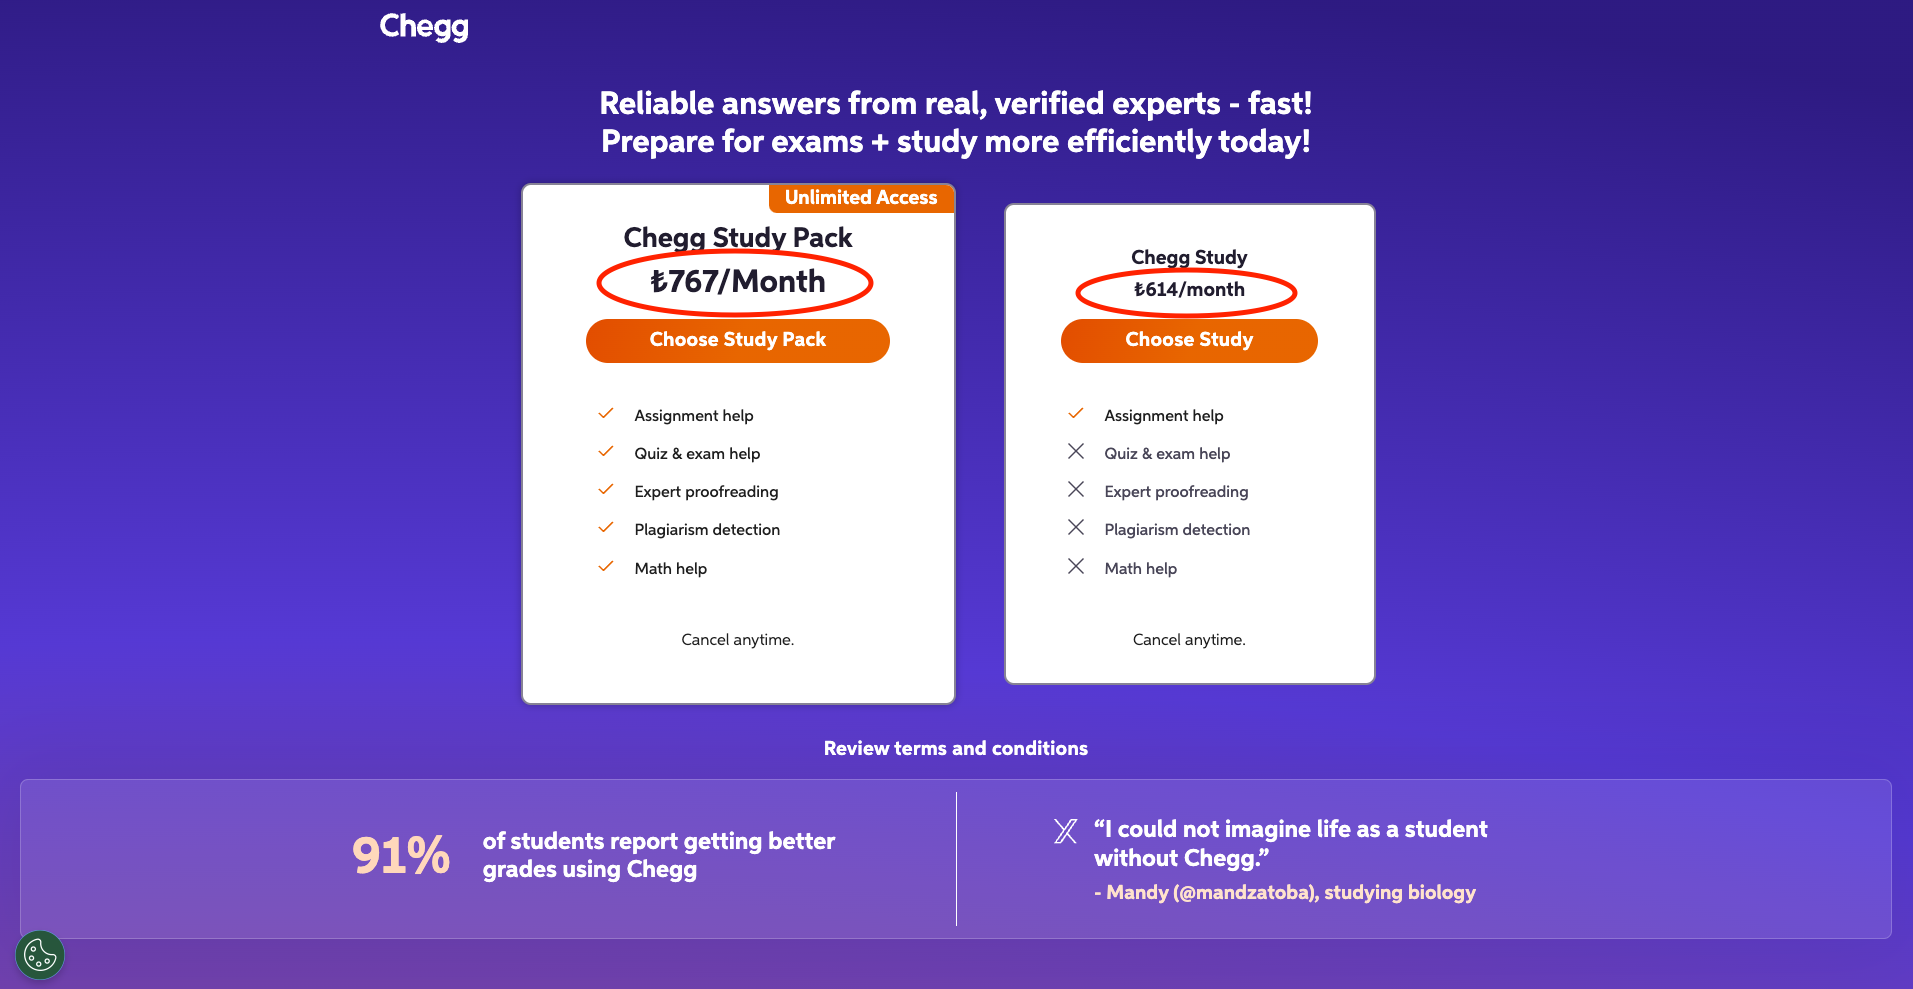 Chegg
Reliable answers from real, verified experts - fast!
Prepare for exams + study more efficiently today!
Unlimited Access
Chegg Study Pack
₺767/Month
Choose Study Pack
Assignment help
Quiz & exam help
Expert proofreading
Plagiarism detection
Math help
Cancel anytime.
Chegg Study
₺614/month
Choose Study
Assignment help
Quiz & exam help
Expert proofreading
Plagiarism detection
Math help
Cancel anytime.
Review terms and conditions
91%
of students report getting better
grades using Chegg
“I could not imagine life as a student
without Chegg.”
- Mandy (@mandzatoba), studying biology